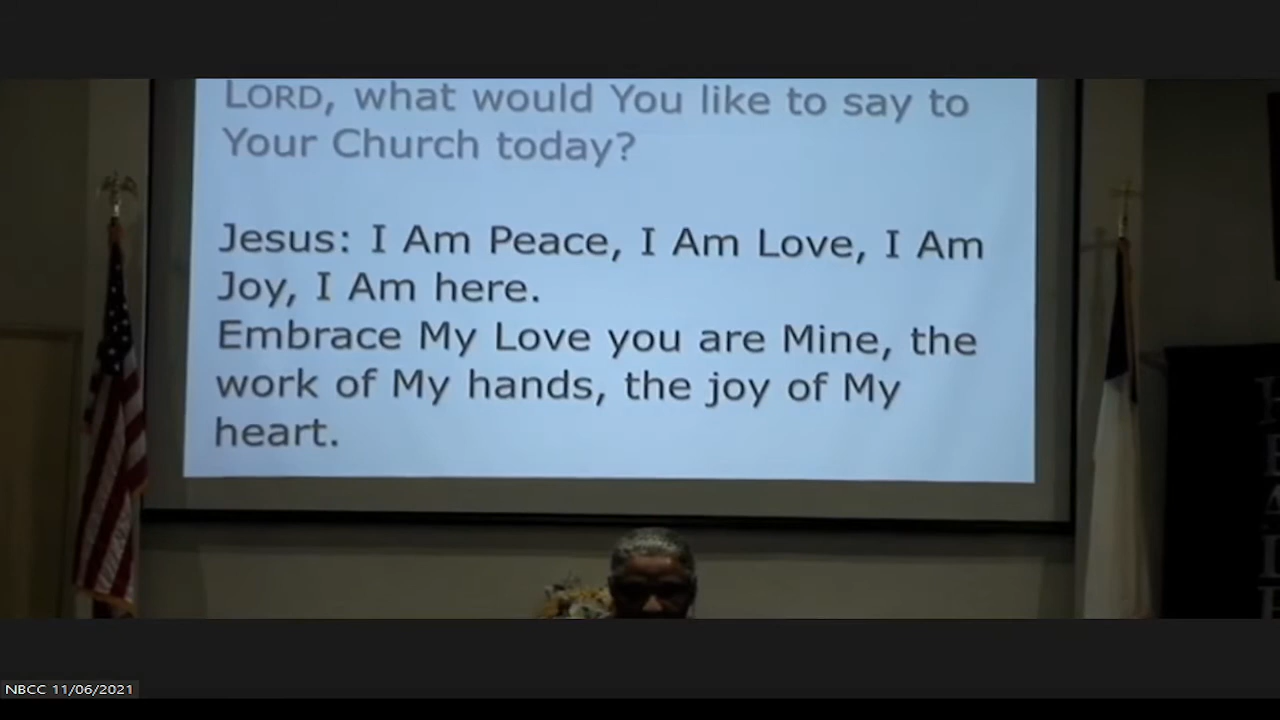 LORD, what would You like to say to
Your Church today?
Jesus: I Am Peace, I Am Love, I Am
Joy, I Am here.
Embrace My Love you are Mine, the
work of My hands, the joy of My
heart.
NBCC 11/06/2021